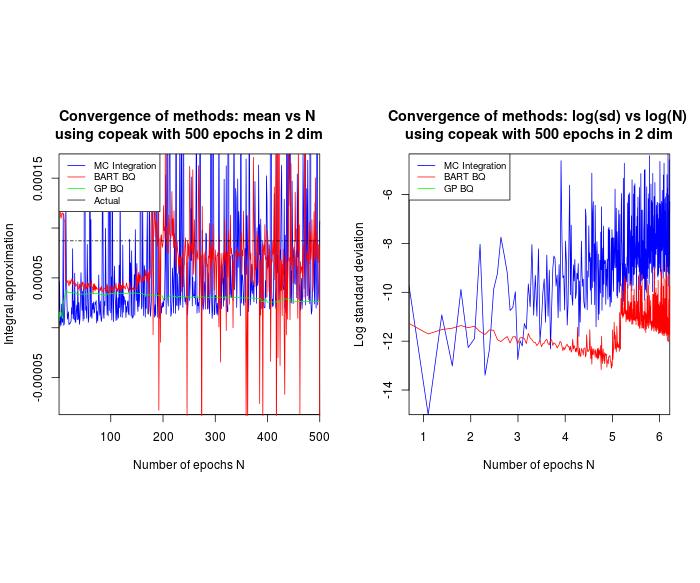 Convergence of methods: mean vs N
using copeak with 500 epochs in 2 dim
MC Integration
BART BQ
GP BQ
Actual
Integral approximation
0.00015
0.00005
-0.00005
100 200 300 400 500
Number of epochs N
Convergence of methods: log(sd) vs log(N)
using copeak with 500 epochs in 2 dim
MC Integration
BART BQ
GP BQ
Log standard deviation
-6
-8
-10
-12
-14
1 2 3 4 5 6
Number of epochs N